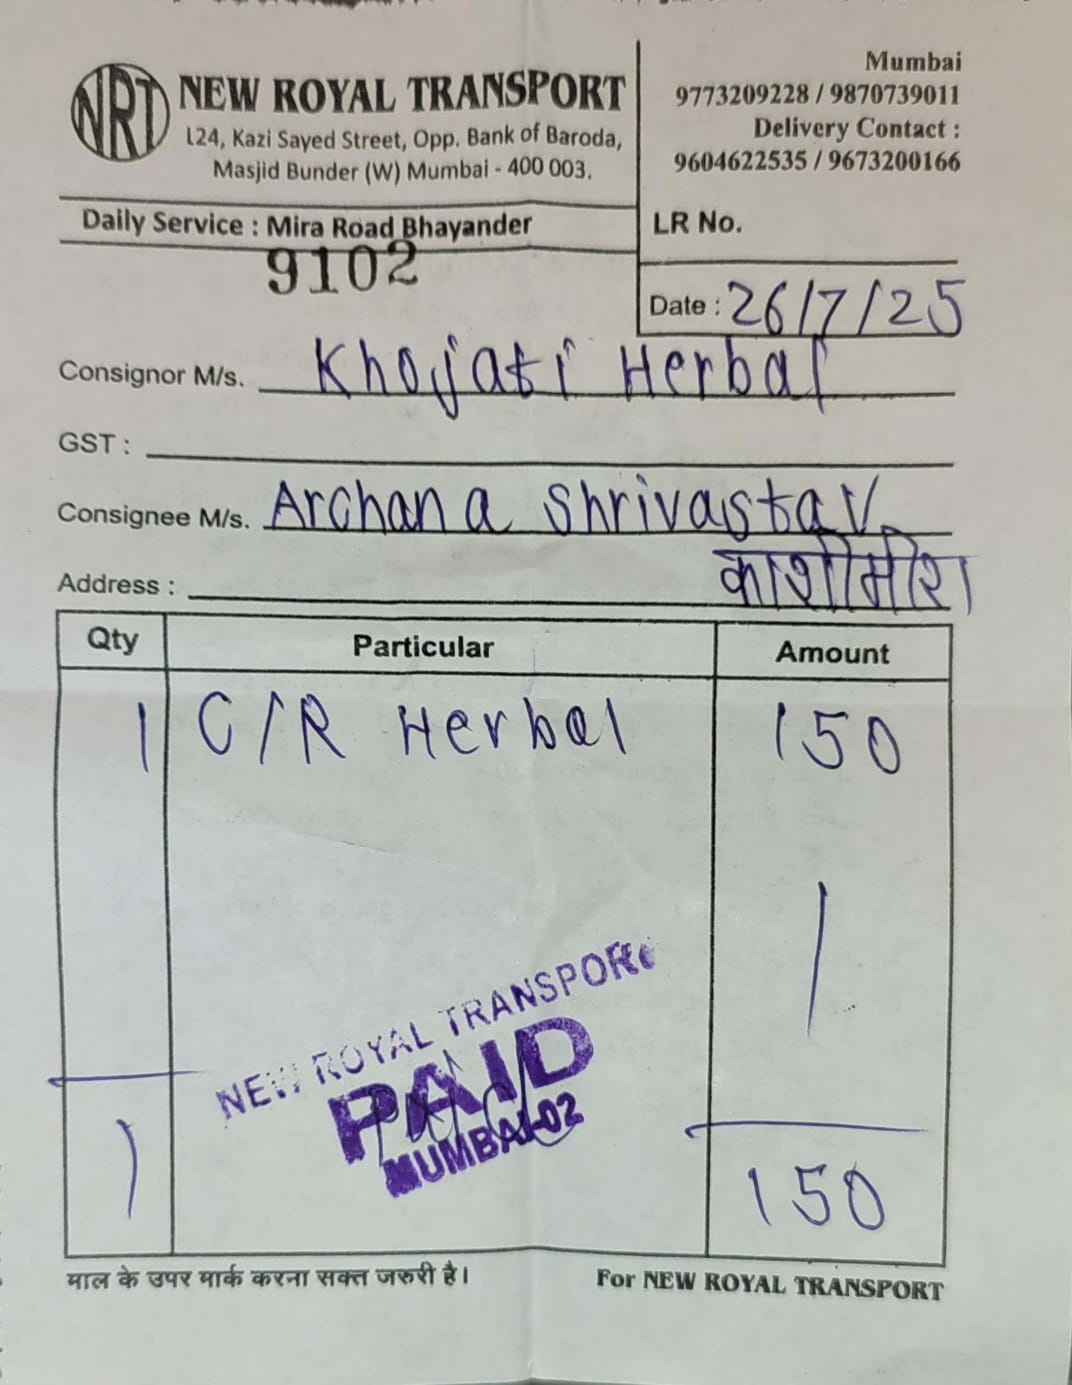 NRT
NEW ROYAL TRANSPORT
L24, Kazi Sayed Street, Opp. Bank of Baroda,
Masjid Bunder (W) Mumbai - 400 003.
Mumbai
9773209228 / 9870739011
Delivery Contact :
9604622535 / 9673200166
Daily Service : Mira Road Bhayander
LR No.
9102
Date : 26/7/25
Consignor M/s. Khojati Herbal
GST :
Consignee M/s. Archana Shrivastav
Address : काशीमीरा
Qty Particular Amount
1 C/R Herbal 150
NEW ROYAL TRANSPORT
PAID
MUMBAI-02
1 150
माल के उपर मार्क करना सक्त जरुरी है।
For NEW ROYAL TRANSPORT